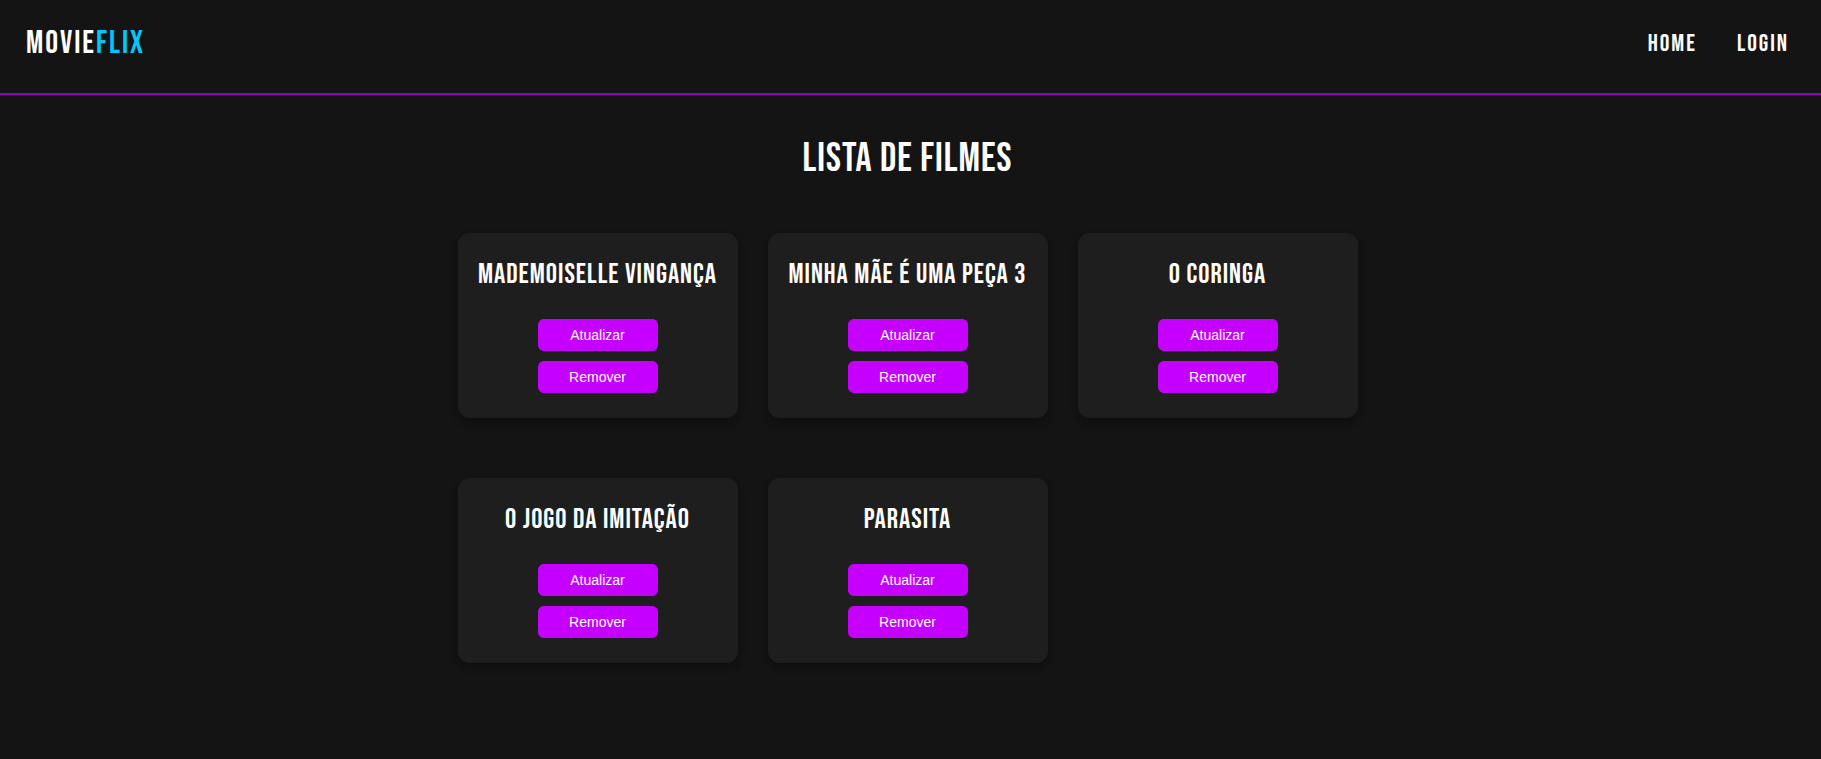 MOVIEFLIX
HOME LOGIN
LISTA DE FILMES
MADEMOISELLE VINGANÇA
Atualizar
Remover
MINHA MÃE É UMA PEÇA 3
Atualizar
Remover
O CORINGA
Atualizar
Remover
O JOGO DA IMITAÇÃO
Atualizar
Remover
PARASITA
Atualizar
Remover